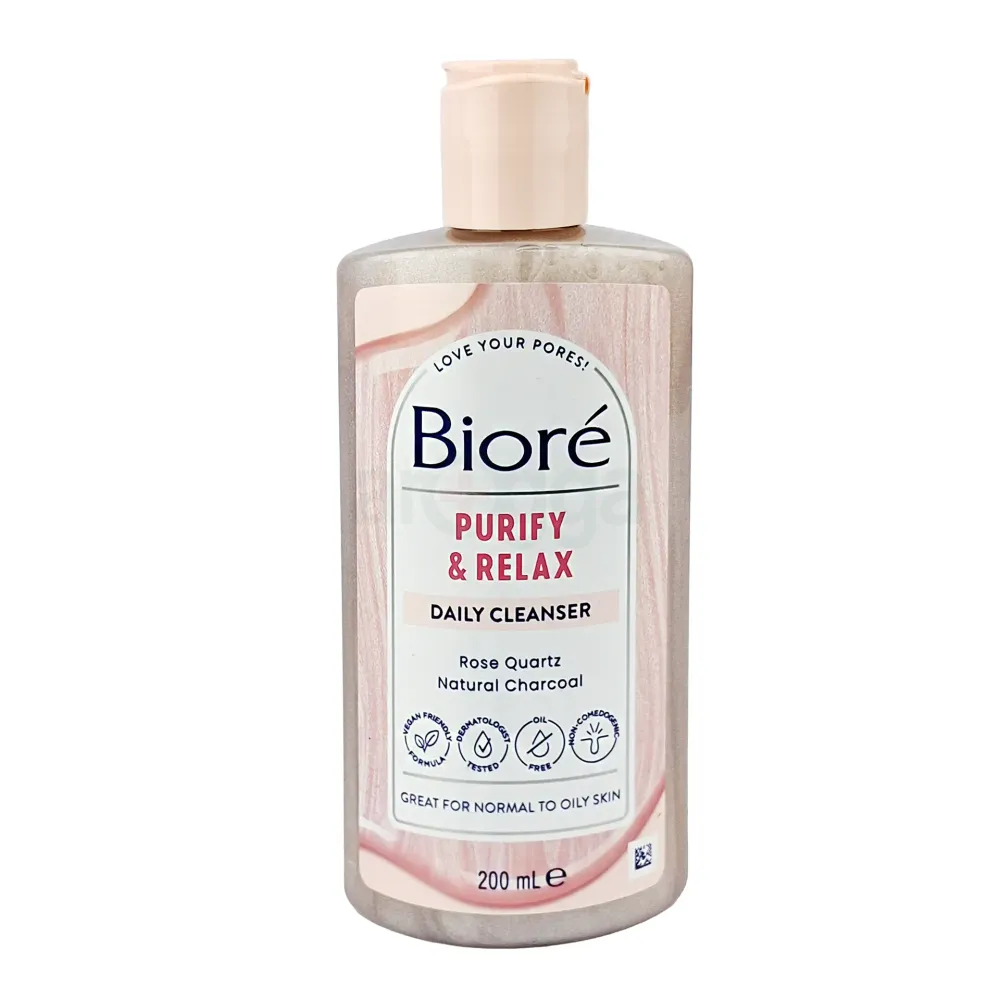 LOVE YOUR PORES!
Bioré
PURIFY
& RELAX
DAILY CLEANSER
Rose Quartz
Natural Charcoal
VEGAN FRIENDLY FORMULA
DERMATOLOGIST TESTED
OIL FREE
NON-COMEDOGENIC
GREAT FOR NORMAL TO OILY SKIN
200 mL e